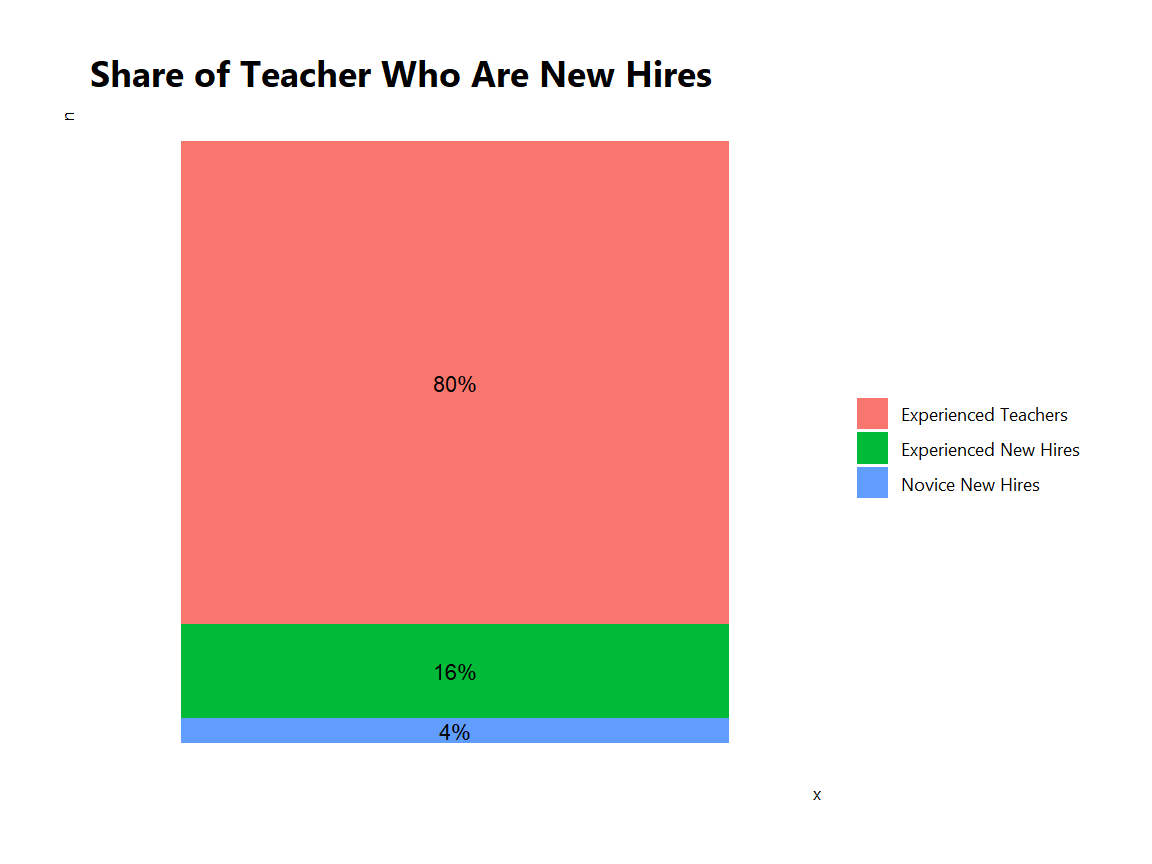 Share of Teacher Who Are New Hires
n
80%
Experienced Teachers
Experienced New Hires
Novice New Hires
16%
4%
x